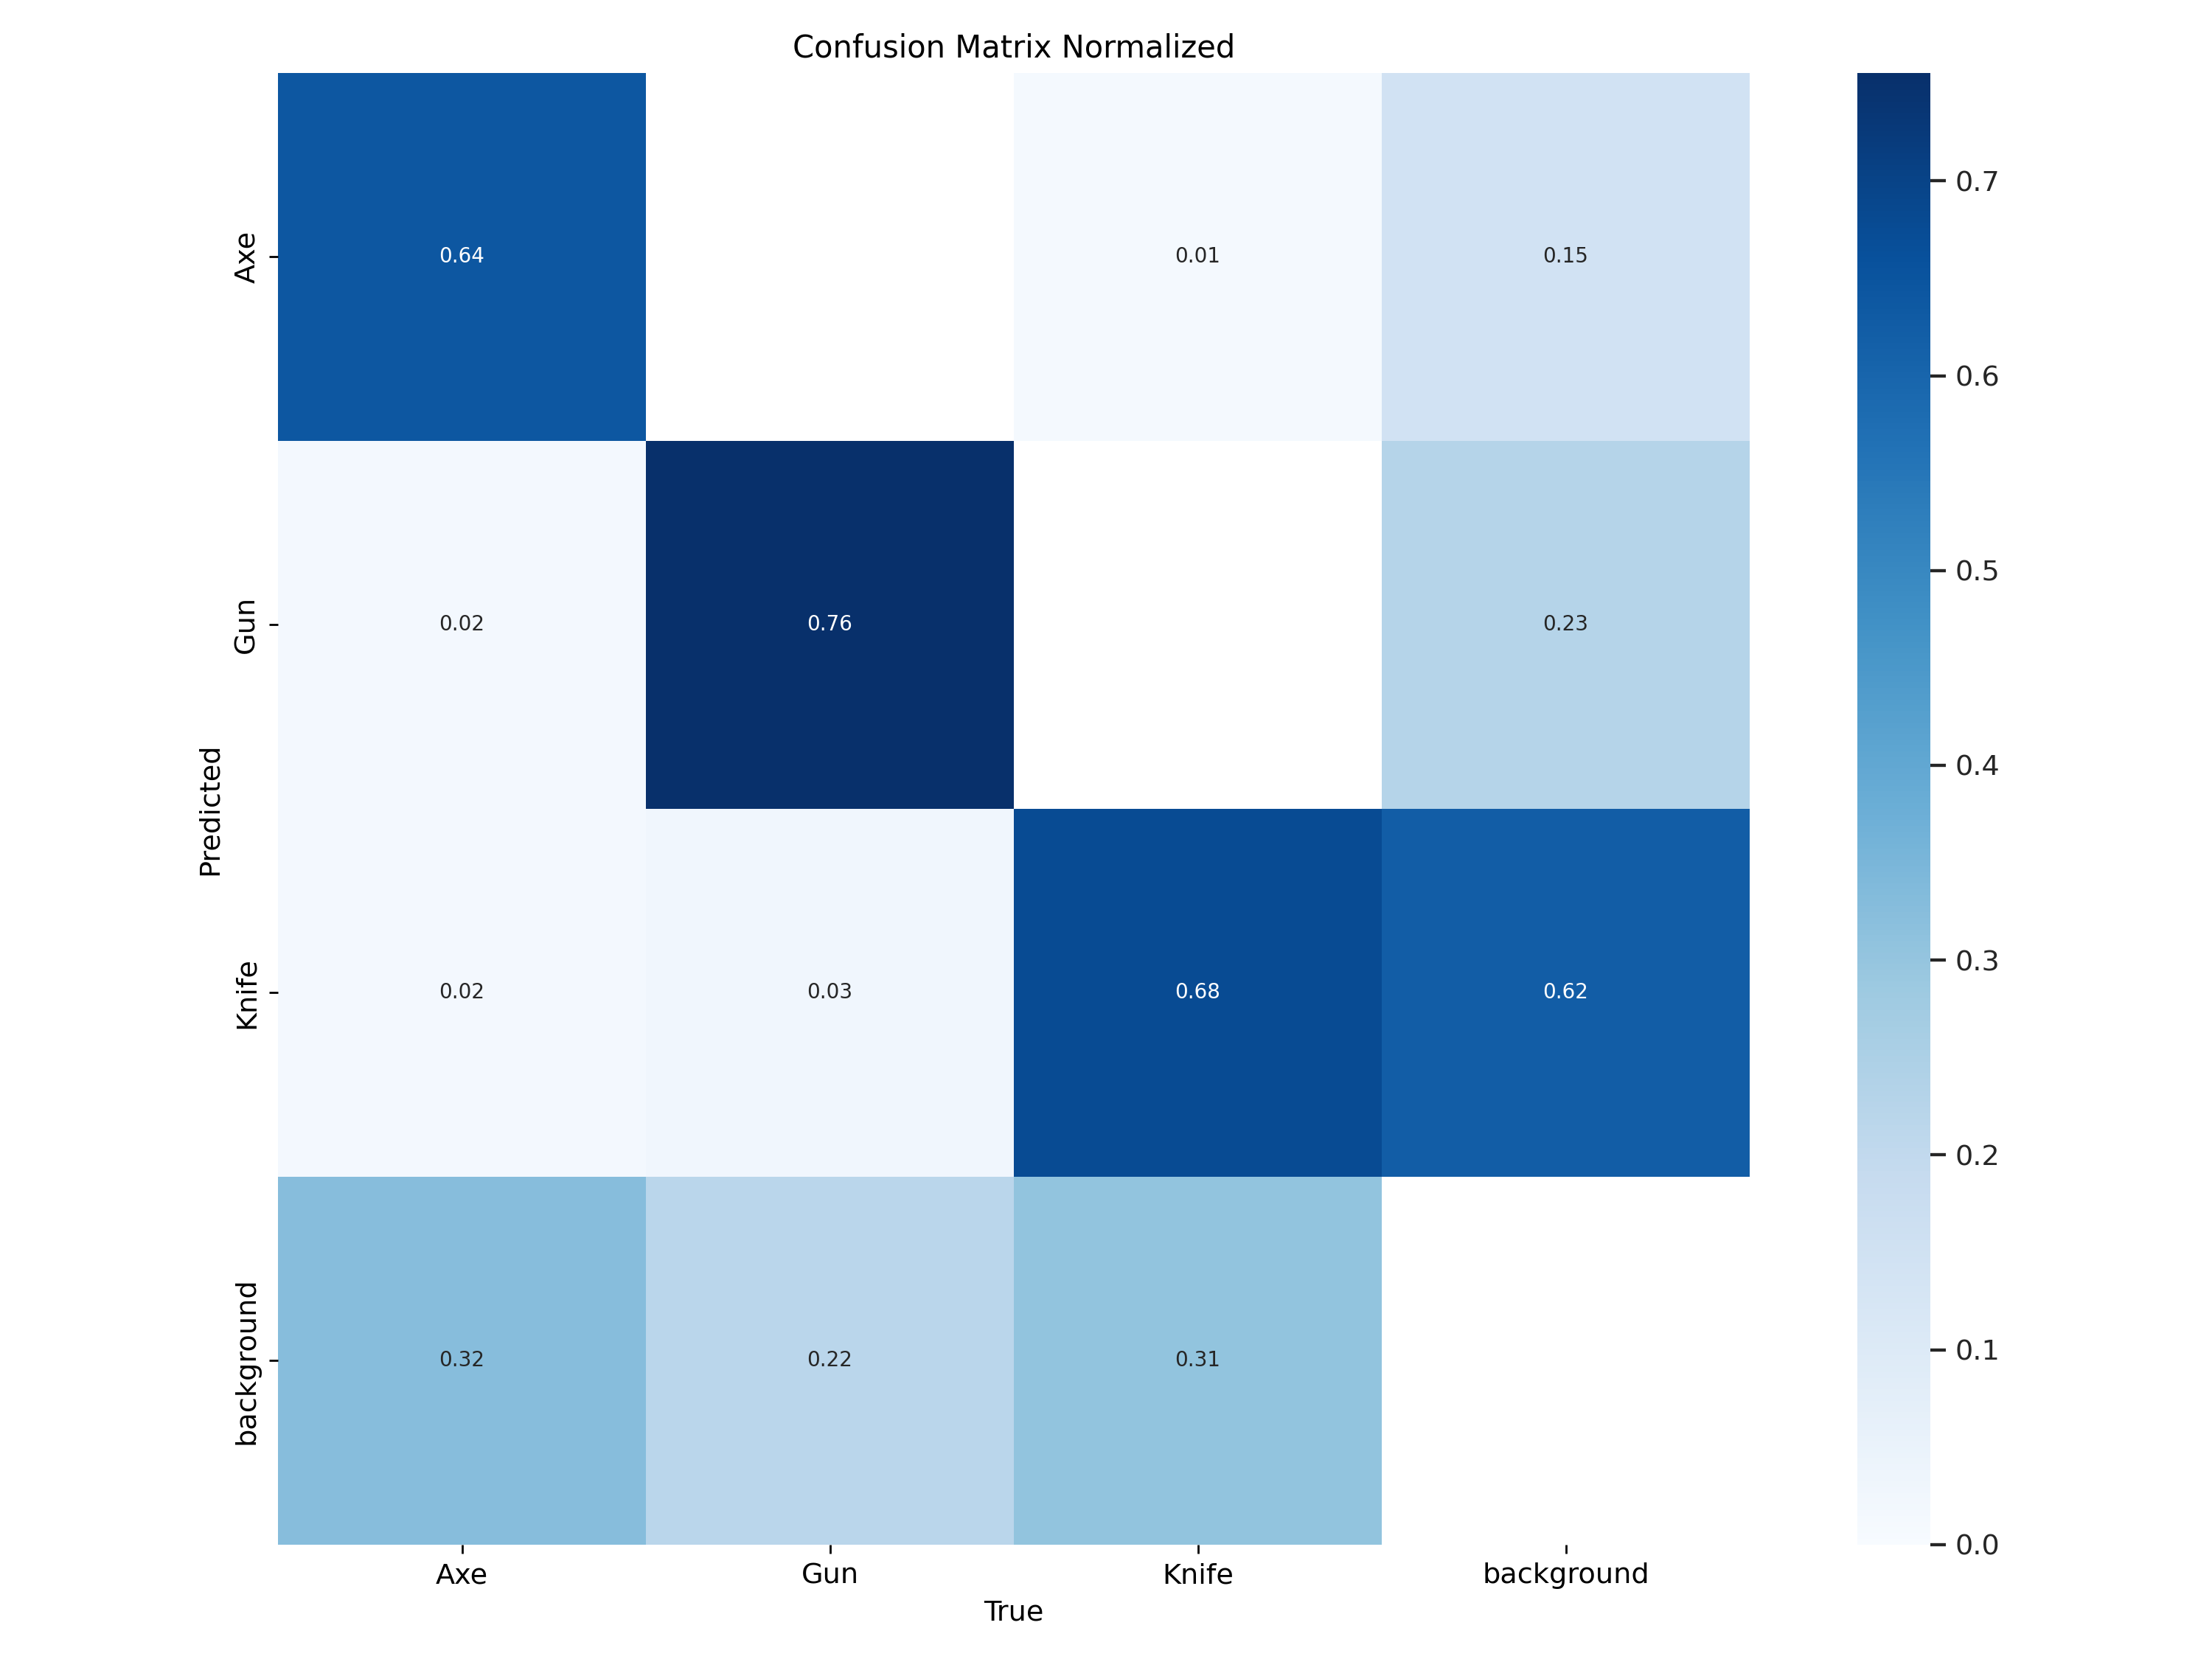 Confusion Matrix Normalized
Axe
0.64
0.01
0.15
Gun
0.02
0.76
0.23
Knife
0.02
0.03
0.68
0.62
background
0.32
0.22
0.31
Predicted
Axe
Gun
Knife
background
True
0.7
0.6
0.5
0.4
0.3
0.2
0.1
0.0